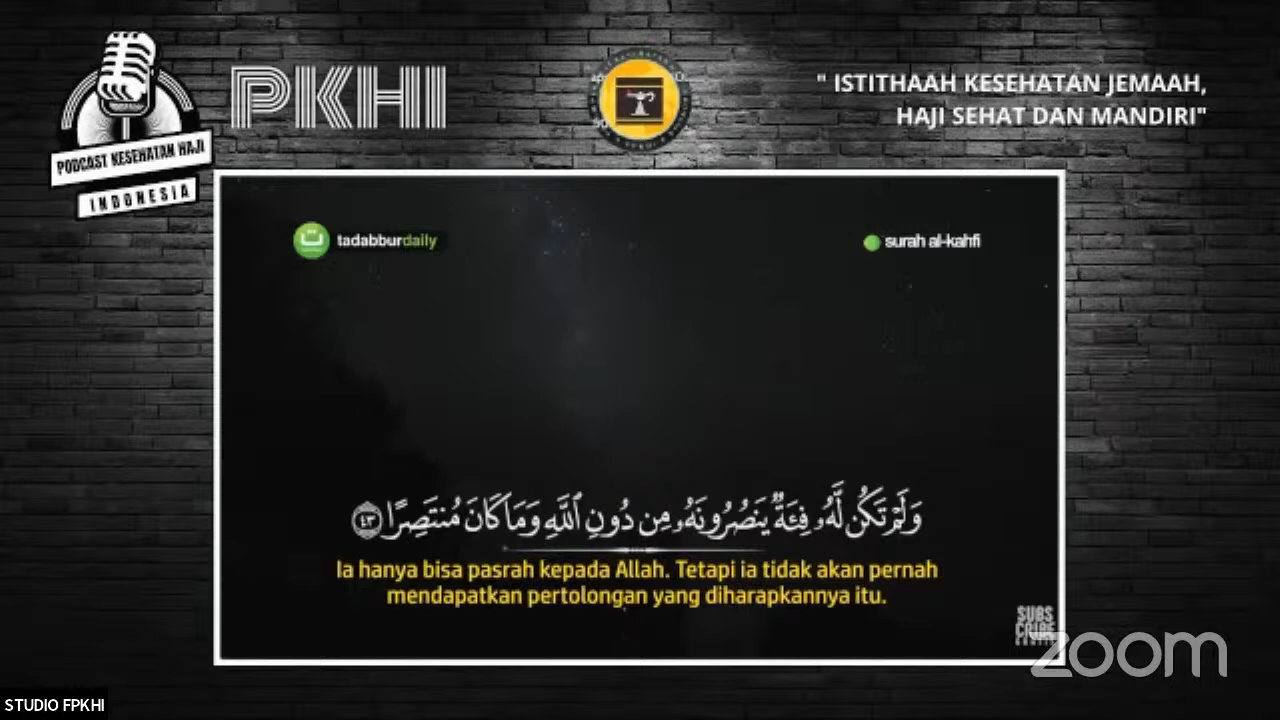 PKHI
" ISTITHAAH KESEHATAN JEMAAH,
HAJI SEHAT DAN MANDIRI"
PODCAST KESEHATAN HAJI
INDONESIA
tadabburdaily
surah al-kahfi
وَلَمْ تَكُن لَّهُۥ فِئَةٌ يَنصُرُونَهُۥ مِن دُونِ ٱللَّهِ وَمَا كَانَ مُنتَصِرًا ٤٣
Ia hanya bisa pasrah kepada Allah. Tetapi ia tidak akan pernah
mendapatkan pertolongan yang diharapkannya itu.
SUBS
CRIBE
zoom
STUDIO FPKHI